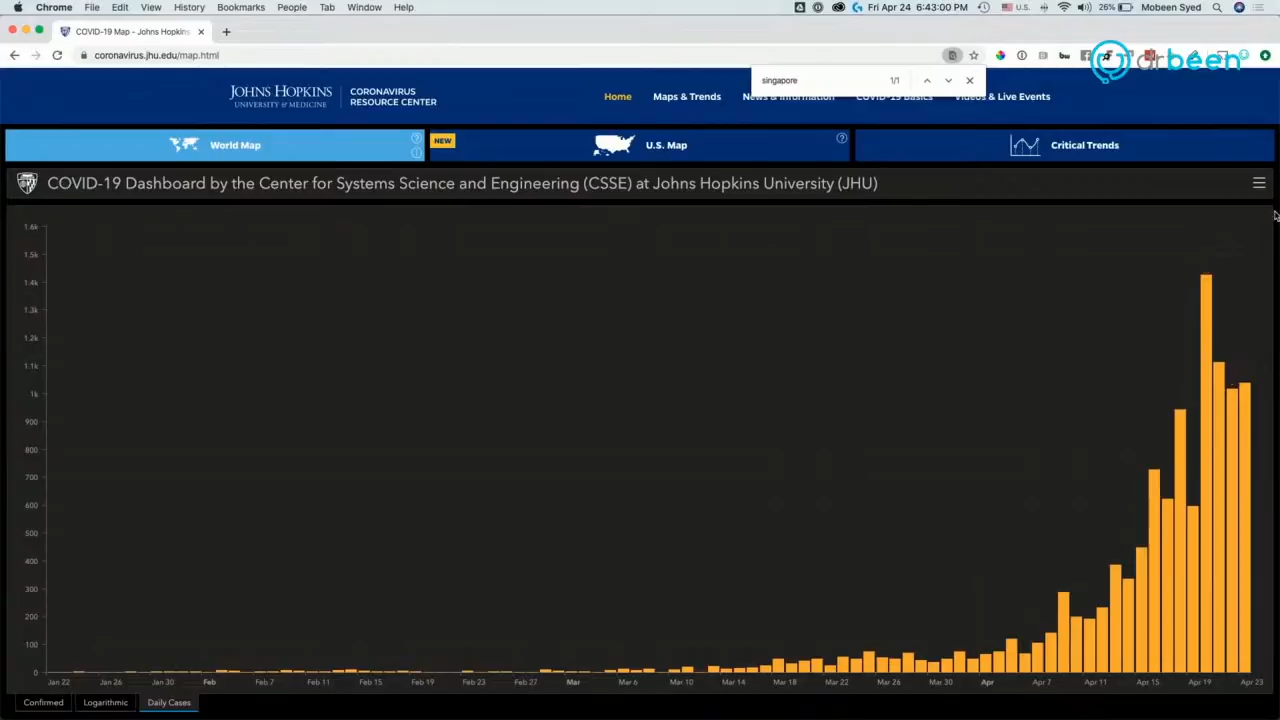 Chrome File Edit View History Bookmarks People Tab Window Help U.S. 26% Fri Apr 24 6:43:00 PM Mobeen Syed
COVID-19 Map - Johns Hopkins
coronavirus.jhu.edu/map.html
drbeen
singapore 1/1
JOHNS HOPKINS
UNIVERSITY & MEDICINE
CORONAVIRUS
RESOURCE CENTER
Home Maps & Trends News & Information COVID-19 Basics Videos & Live Events
World Map NEW U.S. Map Critical Trends
COVID-19 Dashboard by the Center for Systems Science and Engineering (CSSE) at Johns Hopkins University (JHU)
1.6k
1.5k
1.4k
1.3k
1.2k
1.1k
1k
900
800
700
600
500
400
300
200
100
0
Jan 22 Jan 26 Jan 30 Feb Feb 7 Feb 11 Feb 15 Feb 19 Feb 23 Feb 27 Mar Mar 6 Mar 10 Mar 14 Mar 18 Mar 22 Mar 26 Mar 30 Apr Apr 7 Apr 11 Apr 15 Apr 19 Apr 23
Confirmed Logarithmic Daily Cases